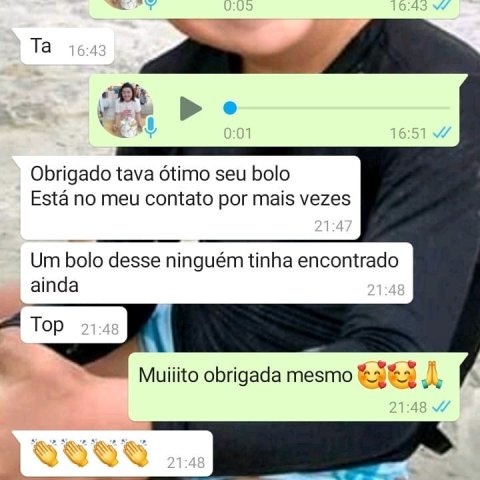 0:05 16:43
Ta 16:43
0:01 16:51
Obrigado tava ótimo seu bolo
Está no meu contato por mais vezes
21:47
Um bolo desse ninguém tinha encontrado
ainda 21:48
Top 21:48
Muiiito obrigada mesmo 🥰🥰🙏
21:48
👏👏👏👏 21:48